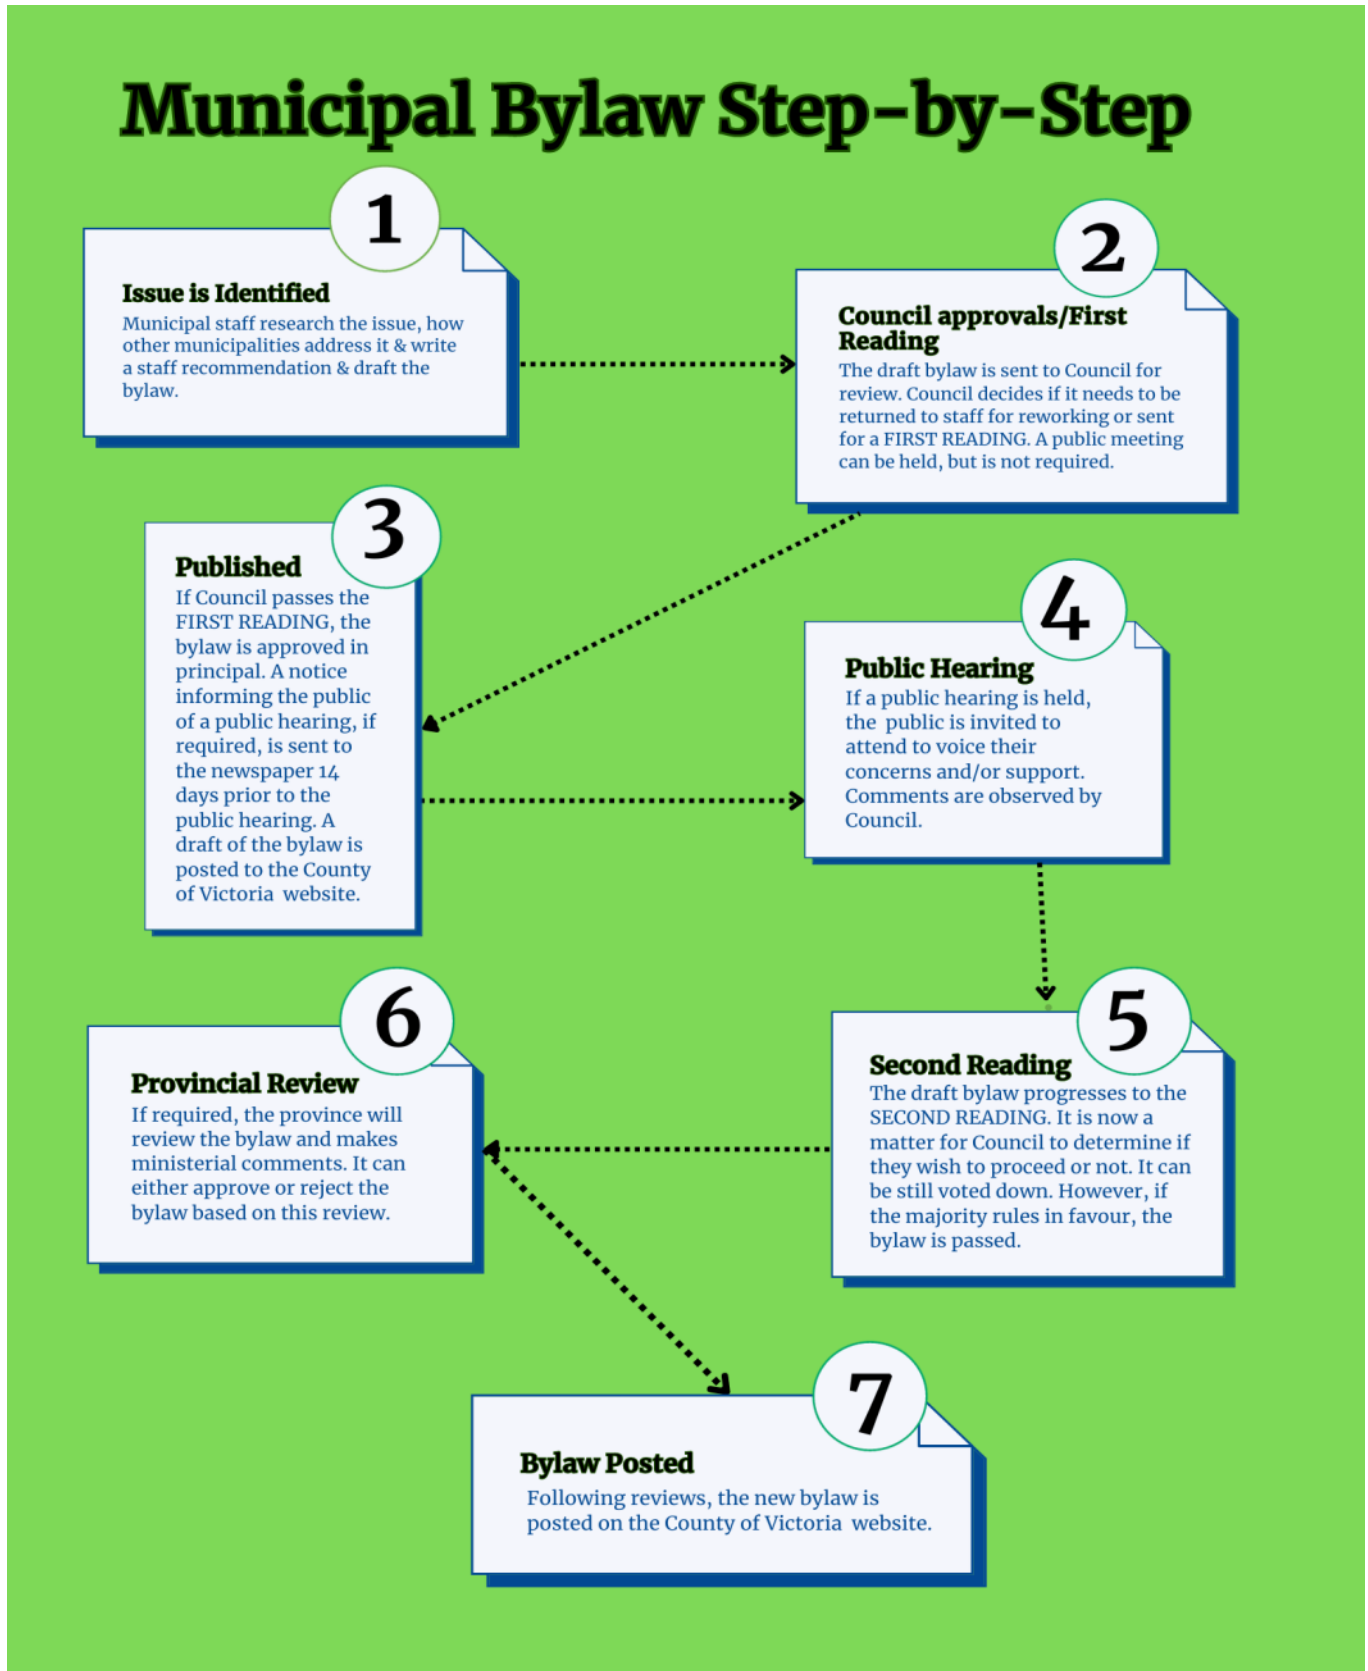 Municipal Bylaw Step-by-Step
1
Issue is Identified
Municipal staff research the issue, how
other municipalities address it & write
a staff recommendation & draft the
bylaw.
2
Council approvals/First
Reading
The draft bylaw is sent to Council for
review. Council decides if it needs to be
returned to staff for reworking or sent
for a FIRST READING. A public meeting
can be held, but is not required.
3
Published
If Council passes the
FIRST READING, the
bylaw is approved in
principal. A notice
informing the public
of a public hearing, if
required, is sent to
the newspaper 14
days prior to the
public hearing. A
draft of the bylaw is
posted to the County
of Victoria website.
4
Public Hearing
If a public hearing is held,
the public is invited to
attend to voice their
concerns and/or support.
Comments are observed by
Council.
5
Second Reading
The draft bylaw progresses to the
SECOND READING. It is now a
matter for Council to determine if
they wish to proceed or not. It can
be still voted down. However, if
the majority rules in favour, the
bylaw is passed.
6
Provincial Review
If required, the province will
review the bylaw and makes
ministerial comments. It can
either approve or reject the
bylaw based on this review.
7
Bylaw Posted
Following reviews, the new bylaw is
posted on the County of Victoria website.